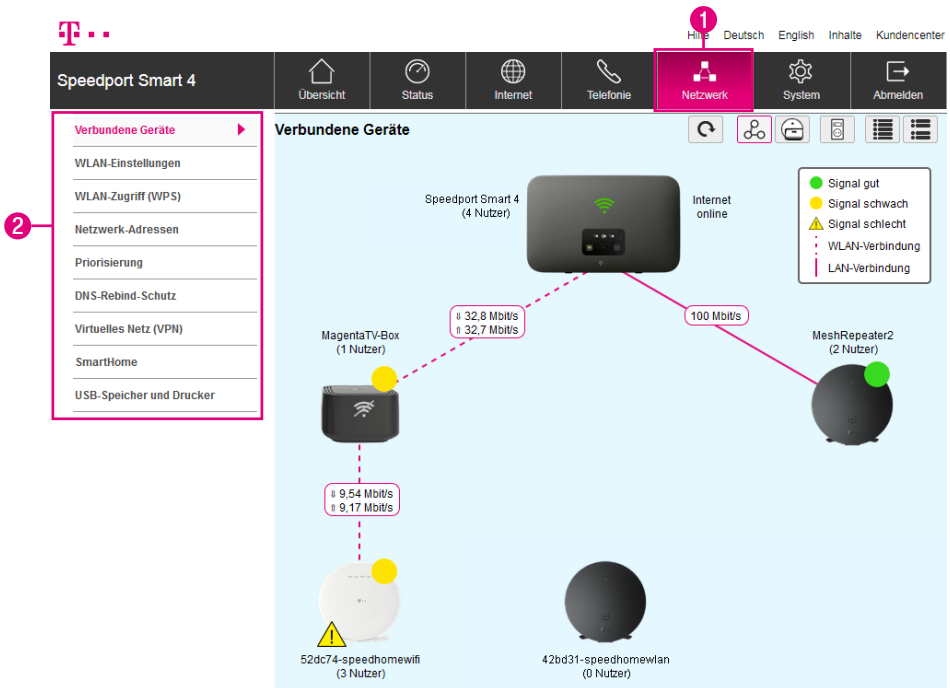 1
T
Hilfe Deutsch English Inhalte Kundencenter
Speedport Smart 4
Übersicht Status Internet Telefonie Netzwerk System Abmelden
2
Verbundene Geräte
WLAN-Einstellungen
WLAN-Zugriff (WPS)
Netzwerk-Adressen
Priorisierung
DNS-Rebind-Schutz
Virtuelles Netz (VPN)
SmartHome
USB-Speicher und Drucker
Verbundene Geräte
Signal gut
Signal schwach
Signal schlecht
WLAN-Verbindung
LAN-Verbindung
Speedport Smart 4
(4 Nutzer)
Internet
online
⇓ 32,8 Mbit/s
⇑ 32,7 Mbit/s
100 Mbit/s
MagentaTV-Box
(1 Nutzer)
MeshRepeater2
(2 Nutzer)
⇓ 9,54 Mbit/s
⇑ 9,17 Mbit/s
52dc74-speedhomewifi
(3 Nutzer)
42bd31-speedhomewlan
(0 Nutzer)